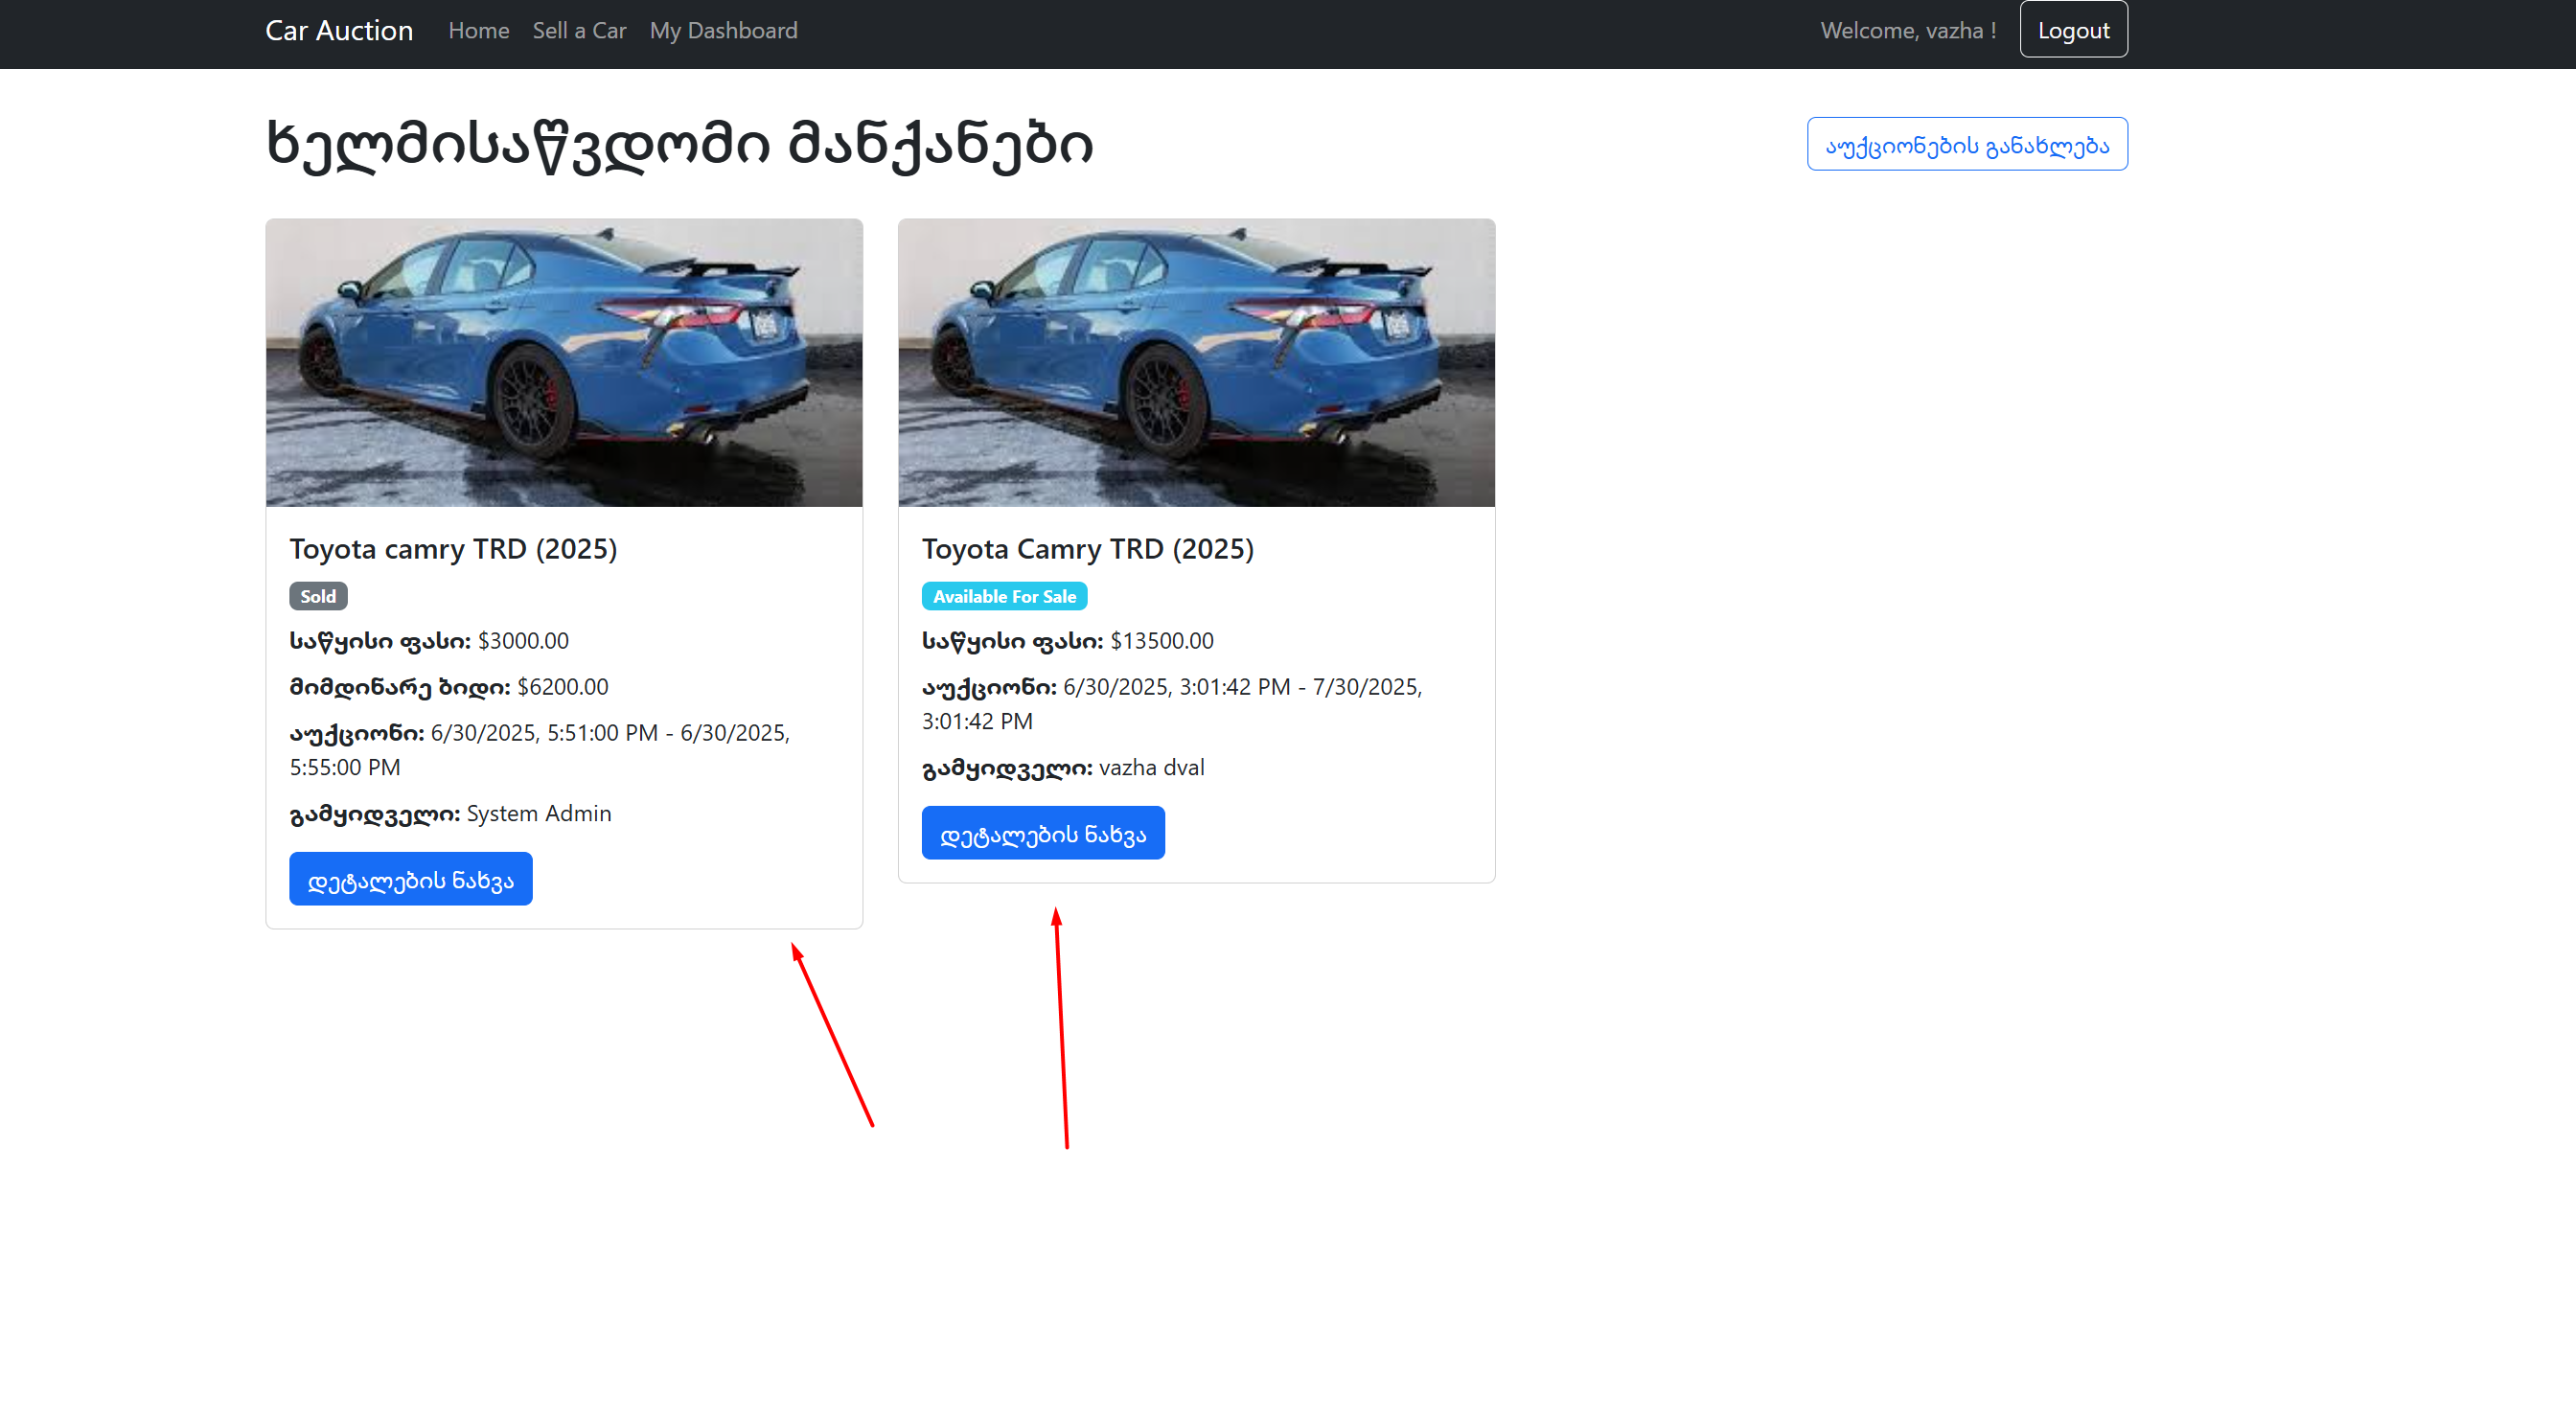 Car Auction Home Sell a Car My Dashboard Welcome, vazha ! Logout
ხელმისაწვდომი მანქანები
აუქციონების განახლება
Toyota camry TRD (2025)
Sold
საწყისი ფასი: $3000.00
მიმდინარე ბიდი: $6200.00
აუქციონი: 6/30/2025, 5:51:00 PM - 6/30/2025,
5:55:00 PM
გამყიდველი: System Admin
დეტალების ნახვა
Toyota Camry TRD (2025)
Available For Sale
საწყისი ფასი: $13500.00
აუქციონი: 6/30/2025, 3:01:42 PM - 7/30/2025,
3:01:42 PM
გამყიდველი: vazha dval
დეტალების ნახვა